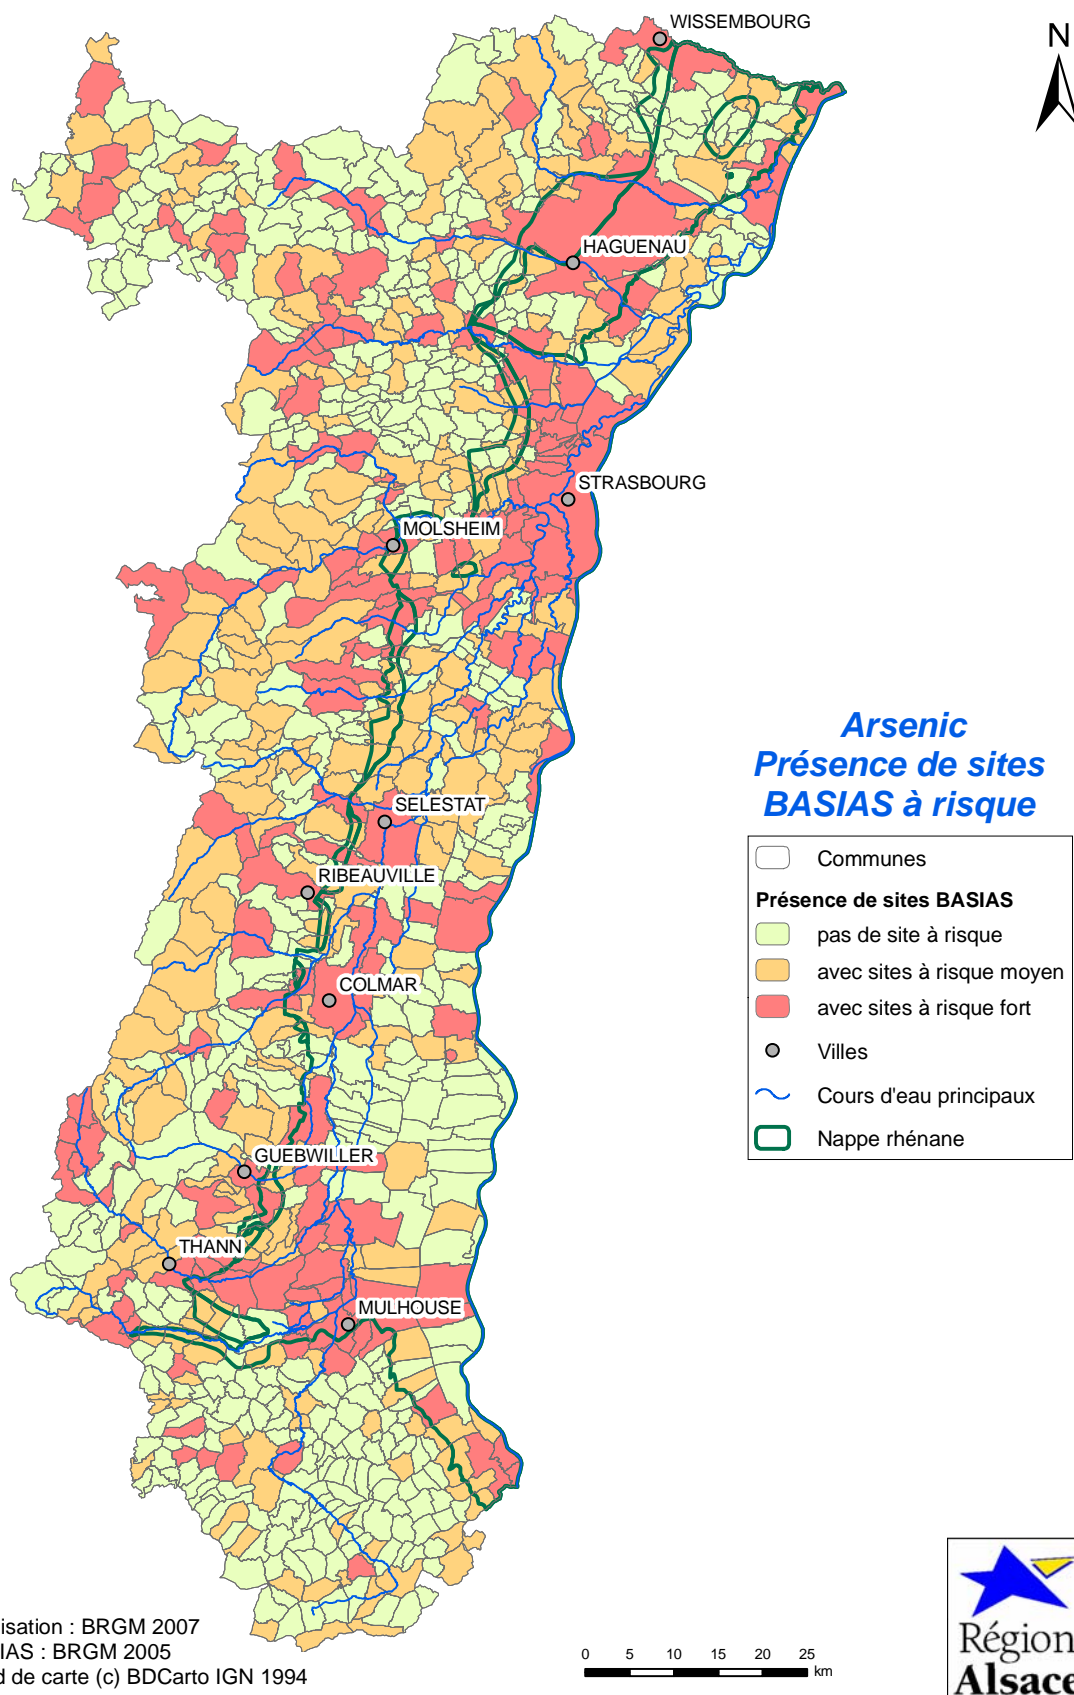 WISSEMBOURG
N
HAGUENAU
STRASBOURG
MOLSHEIM
Arsenic
Présence de sites
BASIAS à risque
SELESTAT
Communes
RIBEAUVILLE
Présence de sites BASIAS
pas de site à risque
avec sites à risque moyen
COLMAR
avec sites à risque fort
Villes
Cours d'eau principaux
Nappe rhénane
GUEBWILLER
THANN
MULHOUSE
isation : BRGM 2007
IAS : BRGM 2005
d de carte (c) BDCarto IGN 1994
0 5 10 15 20 25
km
Région
Alsace